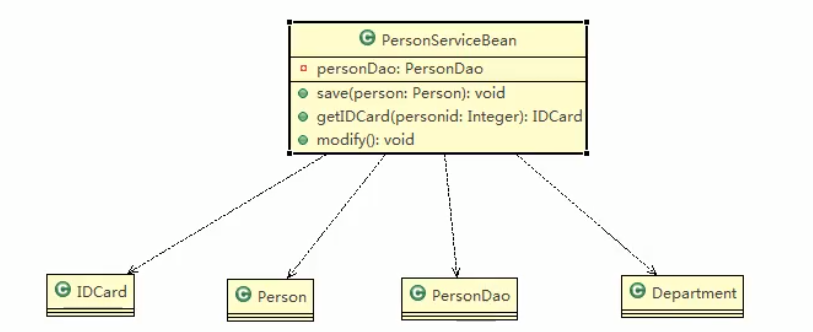 C PersonServiceBean
personDao: PersonDao
save(person: Person): void
getIDCard(personid: Integer): IDCard
modify(): void
C IDCard
C Person
C PersonDao
C Department